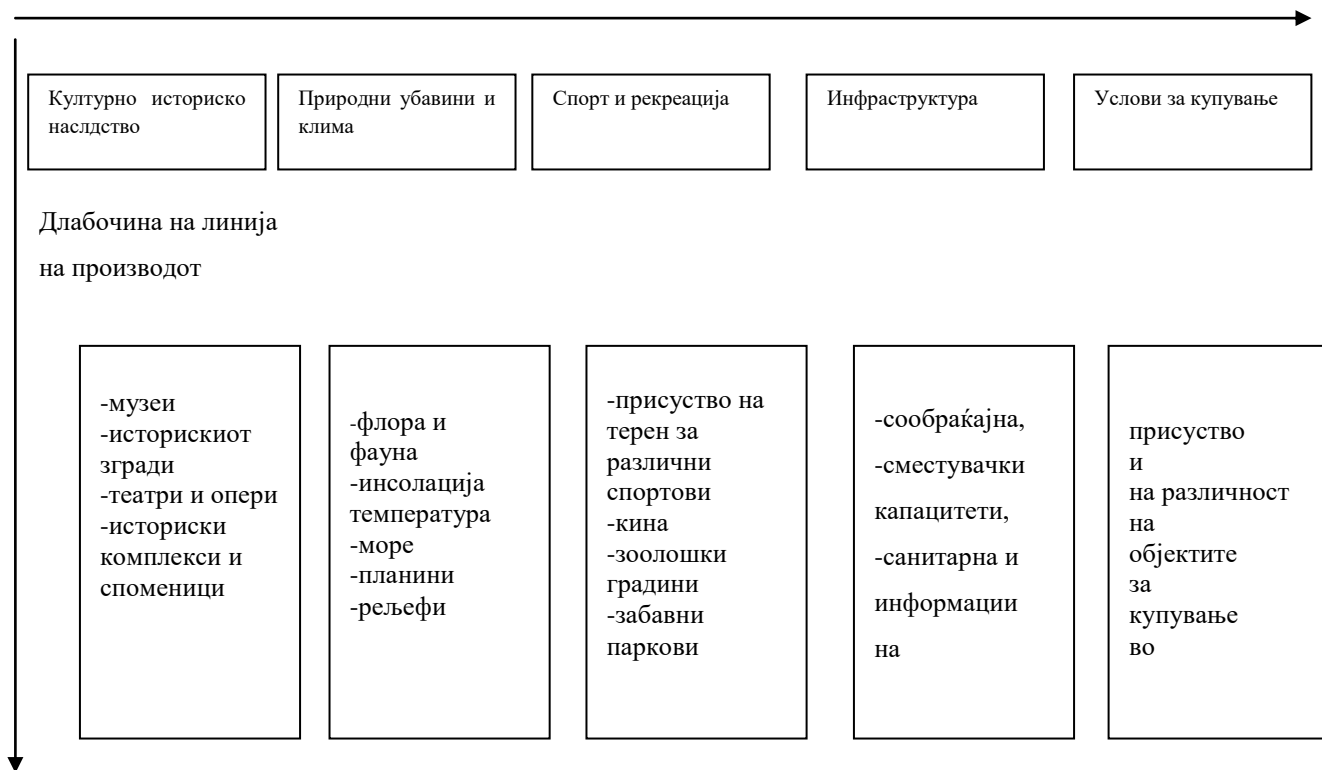 Културно историско
наслдство
Природни убавини и
клима
Спорт и рекреација
Инфраструктура
Услови за купување
Длабочина на линија
на производот
-музеи
-историскиот
згради
-театри и опери
-историски
комплекси и
споменици
-флора и
фауна
-инсолација
температура
-море
-планини
-рељефи
-присуство на
терен за
различни
спортови
-кина
-зоолошки
градини
-забавни
паркови
-сообраќајна,
-сместувачки
капацитети,
-санитарна и
информации
на
присуство
и
на различност
на
објектите
за
купување
во